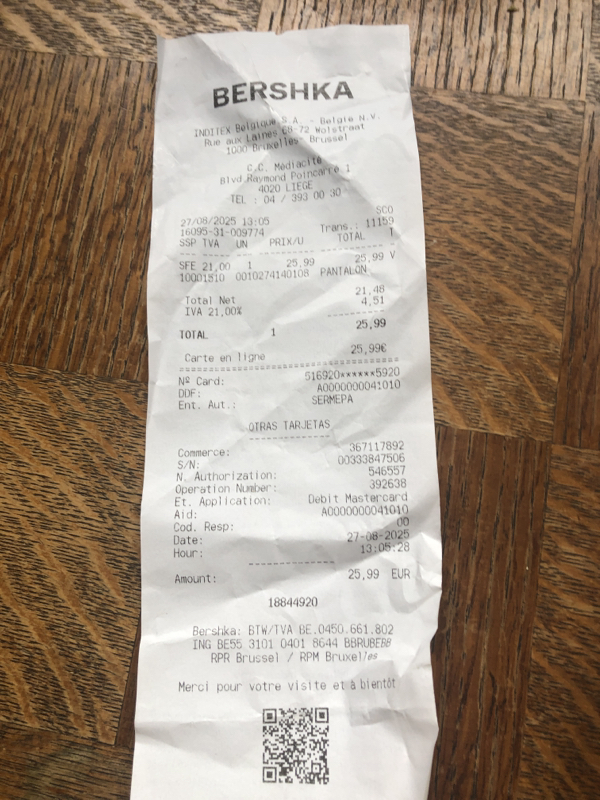 BERSHKA
INDITEX Belgique S.A. - Belgie N.V.
Rue aux Laines 68-72 Wolstraat
1000 Bruxelles- Brussel
C.C. Médiacité
Blvd Raymond Poincarré 1
4020 LIEGE
TEL : 04 / 393 00 30
SCO
27/08/2025 13:05 Trans.: 11159
16095-31-009774
SSP TVA UN PRIX/U TOTAL T
SFE 21,00 1 25,99 25,99 V
10001510 0010274140108 PANTALON
Total Net 21,48
IVA 21,00% 4,51
TOTAL 1 25,99
Carte en ligne 25,99€
Nº Card: 516920******5920
DDF: A0000000041010
Ent. Aut.: SERMEPA
OTRAS TARJETAS
Commerce: 367117892
S/N: 00333847506
N. Authorization: 546557
Operation Number: 392638
Et. Application: Debit Mastercard
Aid: A0000000041010
Cod. Resp: 00
Date: 27-08-2025
Hour: 13:05:28
Amount: 25,99 EUR
18844920
Bershka: BTW/TVA BE.0450.661.802
ING BE55 3101 0401 8644 BBRUBEBB
RPR Brussel / RPM Bruxelles
Merci pour votre visite et à bientôt